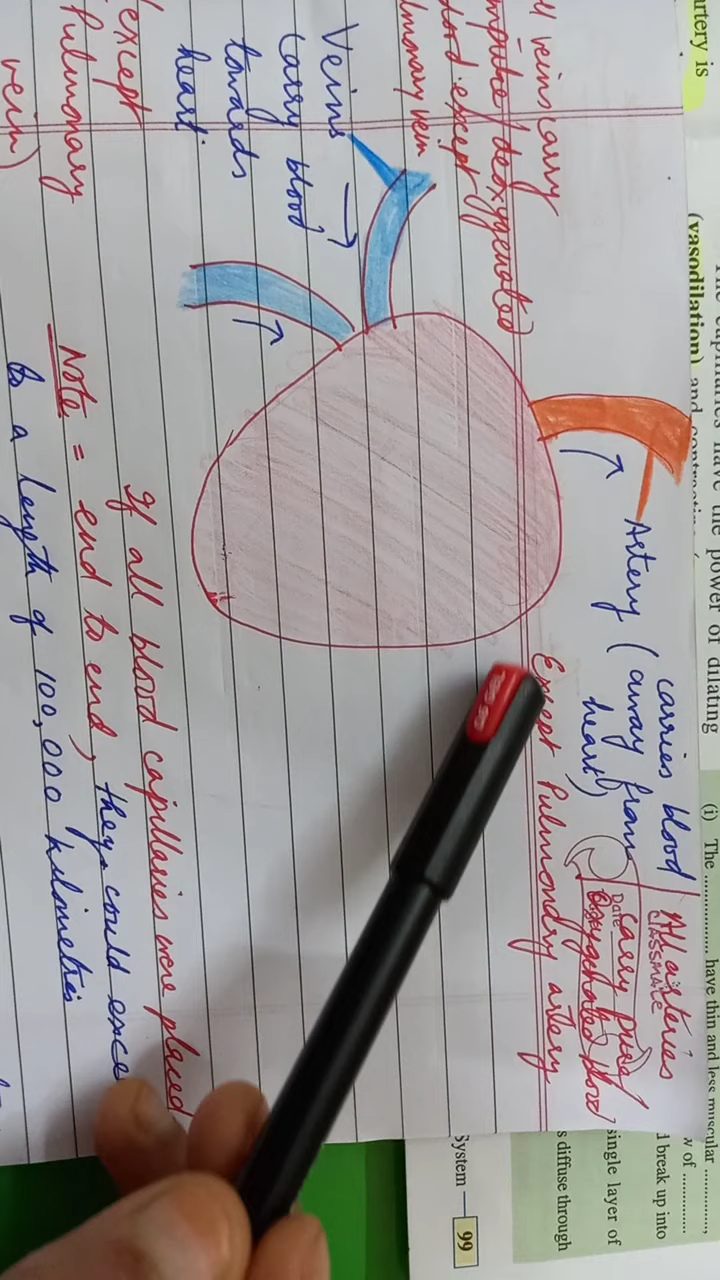 artery is
(vasodilation) and
have the power of dilating
(i) The .............. have thin and less muscular ..............,
w of ..............
d break up into
single layer of
s diffuse through
System — 99
CLASSMATE
Date
carries blood
Artery (away from
heart)
All arteries
carry pure/
oxygenated blood
Except Pulmonary artery
All veins carry
impure/deoxygenated
blood except
pulmonary vein
Veins →
carry blood
towards
heart
(except
Pulmonary
vein)
If all blood capillaries were placed
Note = end to end, they could exce
to a length of 100,000 kilometres